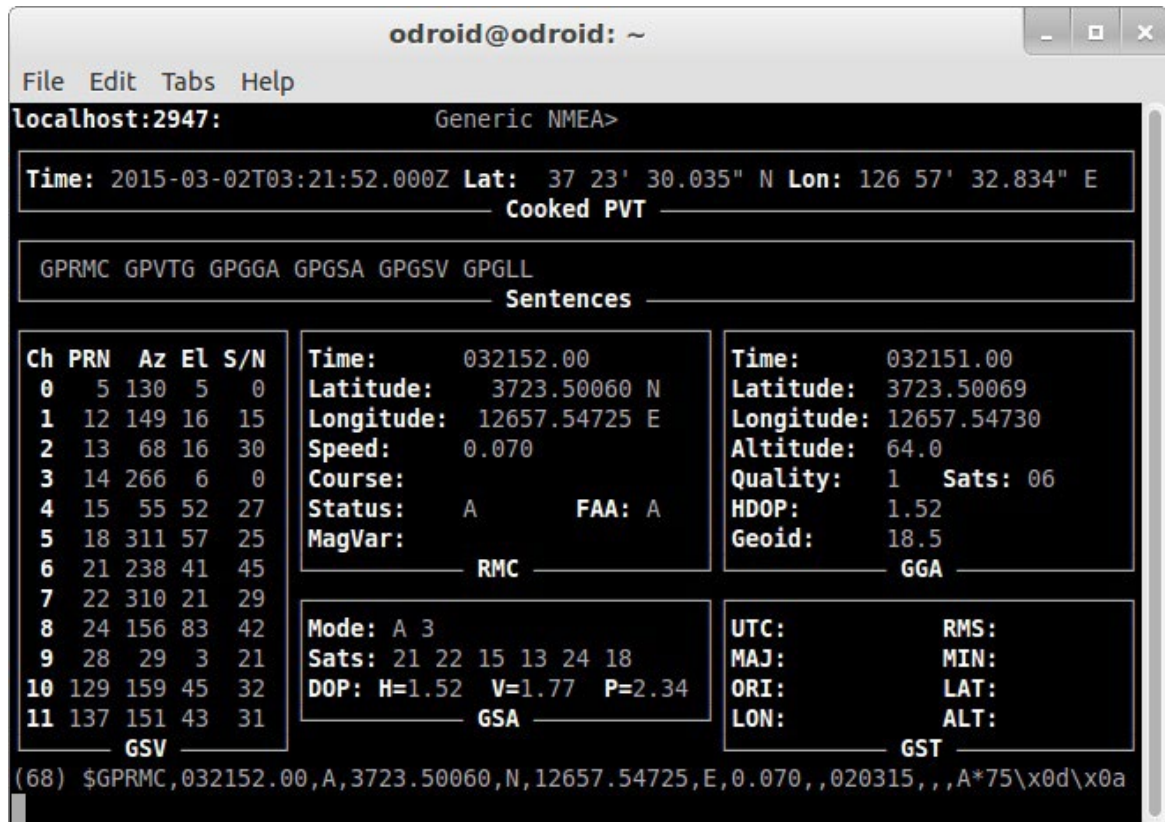 odroid@odroid: ~
File Edit Tabs Help
localhost:2947: Generic NMEA>
Time: 2015-03-02T03:21:52.000Z Lat: 37 23' 30.035" N Lon: 126 57' 32.834" E
Cooked PVT
GPRMC GPVTG GPGGA GPGSA GPGSV GPGLL
Sentences
Ch PRN Az El S/N
0 5 130 5 0
1 12 149 16 15
2 13 68 16 30
3 14 266 6 0
4 15 55 52 27
5 18 311 57 25
6 21 238 41 45
7 22 310 21 29
8 24 156 83 42
9 28 29 3 21
10 129 159 45 32
11 137 151 43 31
GSV
Time: 032152.00
Latitude: 3723.50060 N
Longitude: 12657.54725 E
Speed: 0.070
Course:
Status: A FAA: A
MagVar:
RMC
Mode: A 3
Sats: 21 22 15 13 24 18
DOP: H=1.52 V=1.77 P=2.34
GSA
Time: 032151.00
Latitude: 3723.50069
Longitude: 12657.54730
Altitude: 64.0
Quality: 1 Sats: 06
HDOP: 1.52
Geoid: 18.5
GGA
UTC: RMS:
MAJ: MIN:
ORI: LAT:
LON: ALT:
GST
(68) $GPRMC,032152.00,A,3723.50060,N,12657.54725,E,0.070,,020315,,,A*75\x0d\x0a